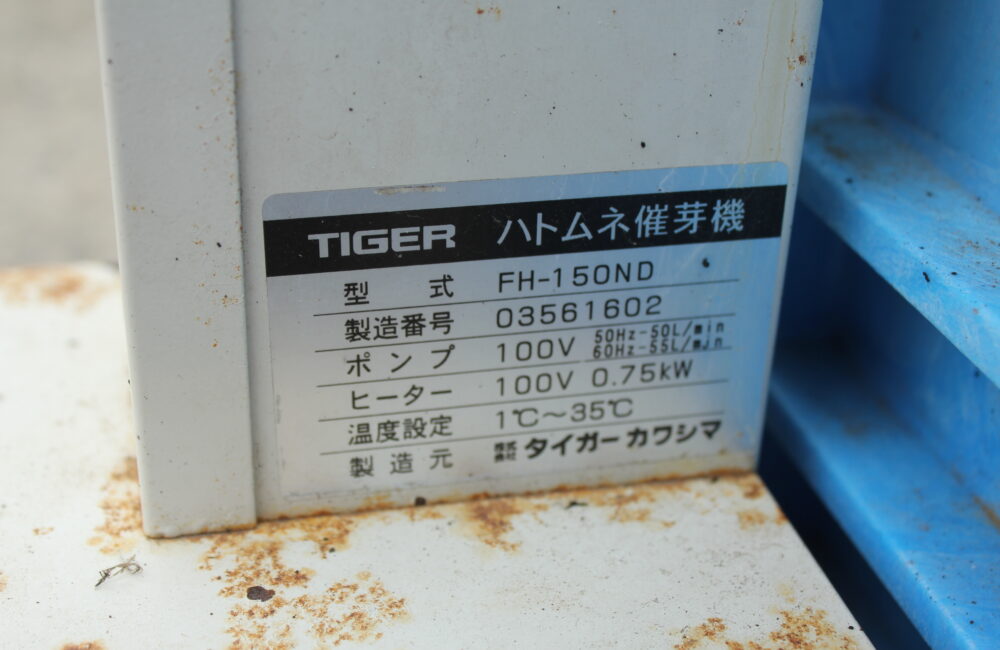 TIGER ハトムネ催芽機
型 式 FH-150ND
製造番号 03561602
ポンプ 100V 50Hz-50L/min
60Hz-55L/min
ヒーター 100V 0.75kW
温度設定 1℃～35℃
製造元 株式会社 タイガーカワシマ